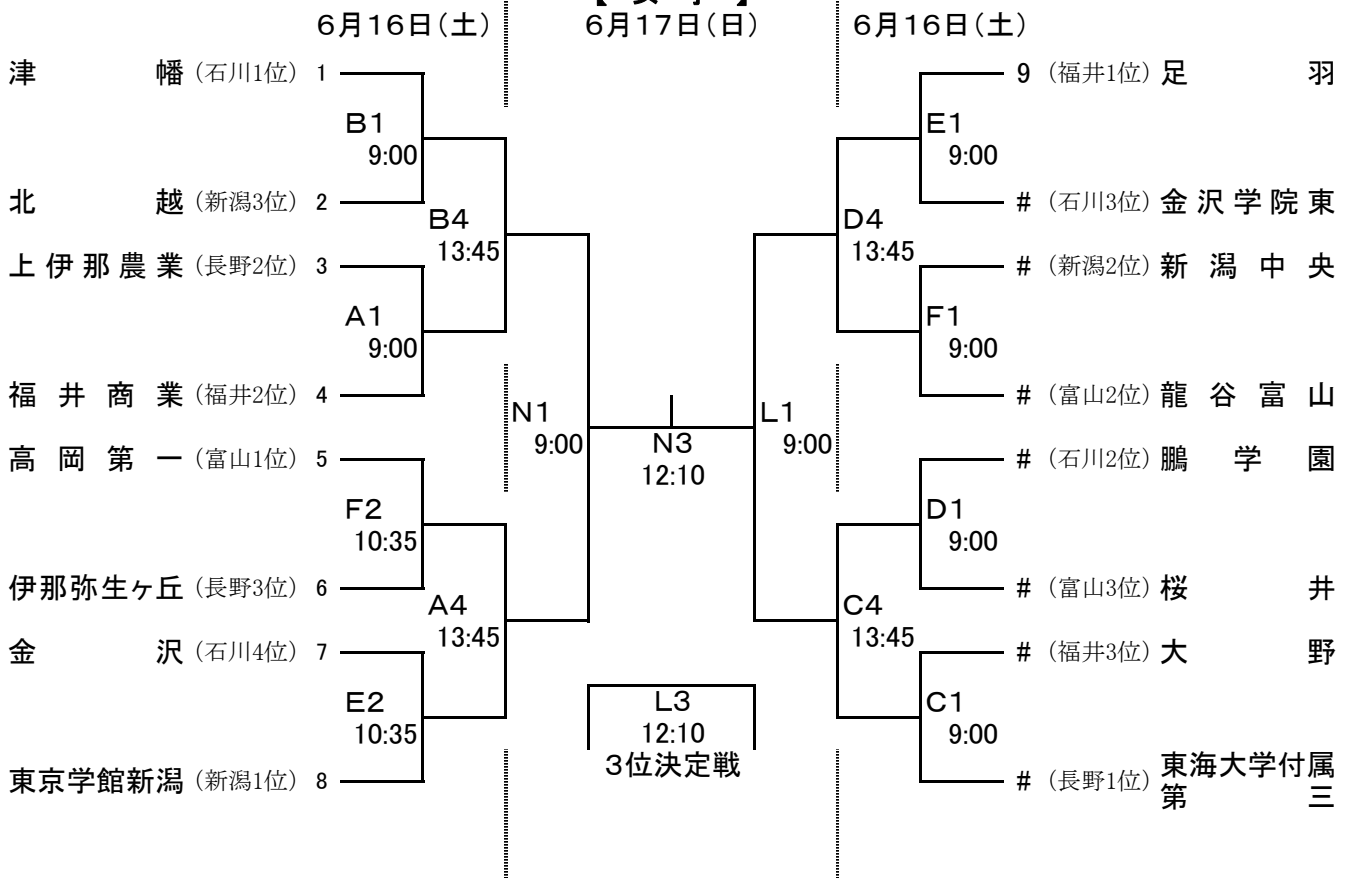 6月16日(土) 6月17日(日) 6月16日(土)
津幡 (石川1位) 1
9 (福井1位) 足羽
B1
9:00
E1
9:00
北越 (新潟3位) 2
# (石川3位) 金沢学院東
B4
13:45
D4
13:45
上伊那農業 (長野2位) 3
# (新潟2位) 新潟中央
A1
9:00
F1
9:00
福井商業 (福井2位) 4
# (富山2位) 龍谷富山
N1
9:00
N3
12:10
L1
9:00
高岡第一 (富山1位) 5
# (石川2位) 鵬学園
F2
10:35
D1
9:00
伊那弥生ヶ丘 (長野3位) 6
# (富山3位) 桜井
A4
13:45
C4
13:45
金沢 (石川4位) 7
# (福井3位) 大野
E2
10:35
L3
12:10
3位決定戦
C1
9:00
東京学館新潟 (新潟1位) 8
# (長野1位) 東海大学付属
第三